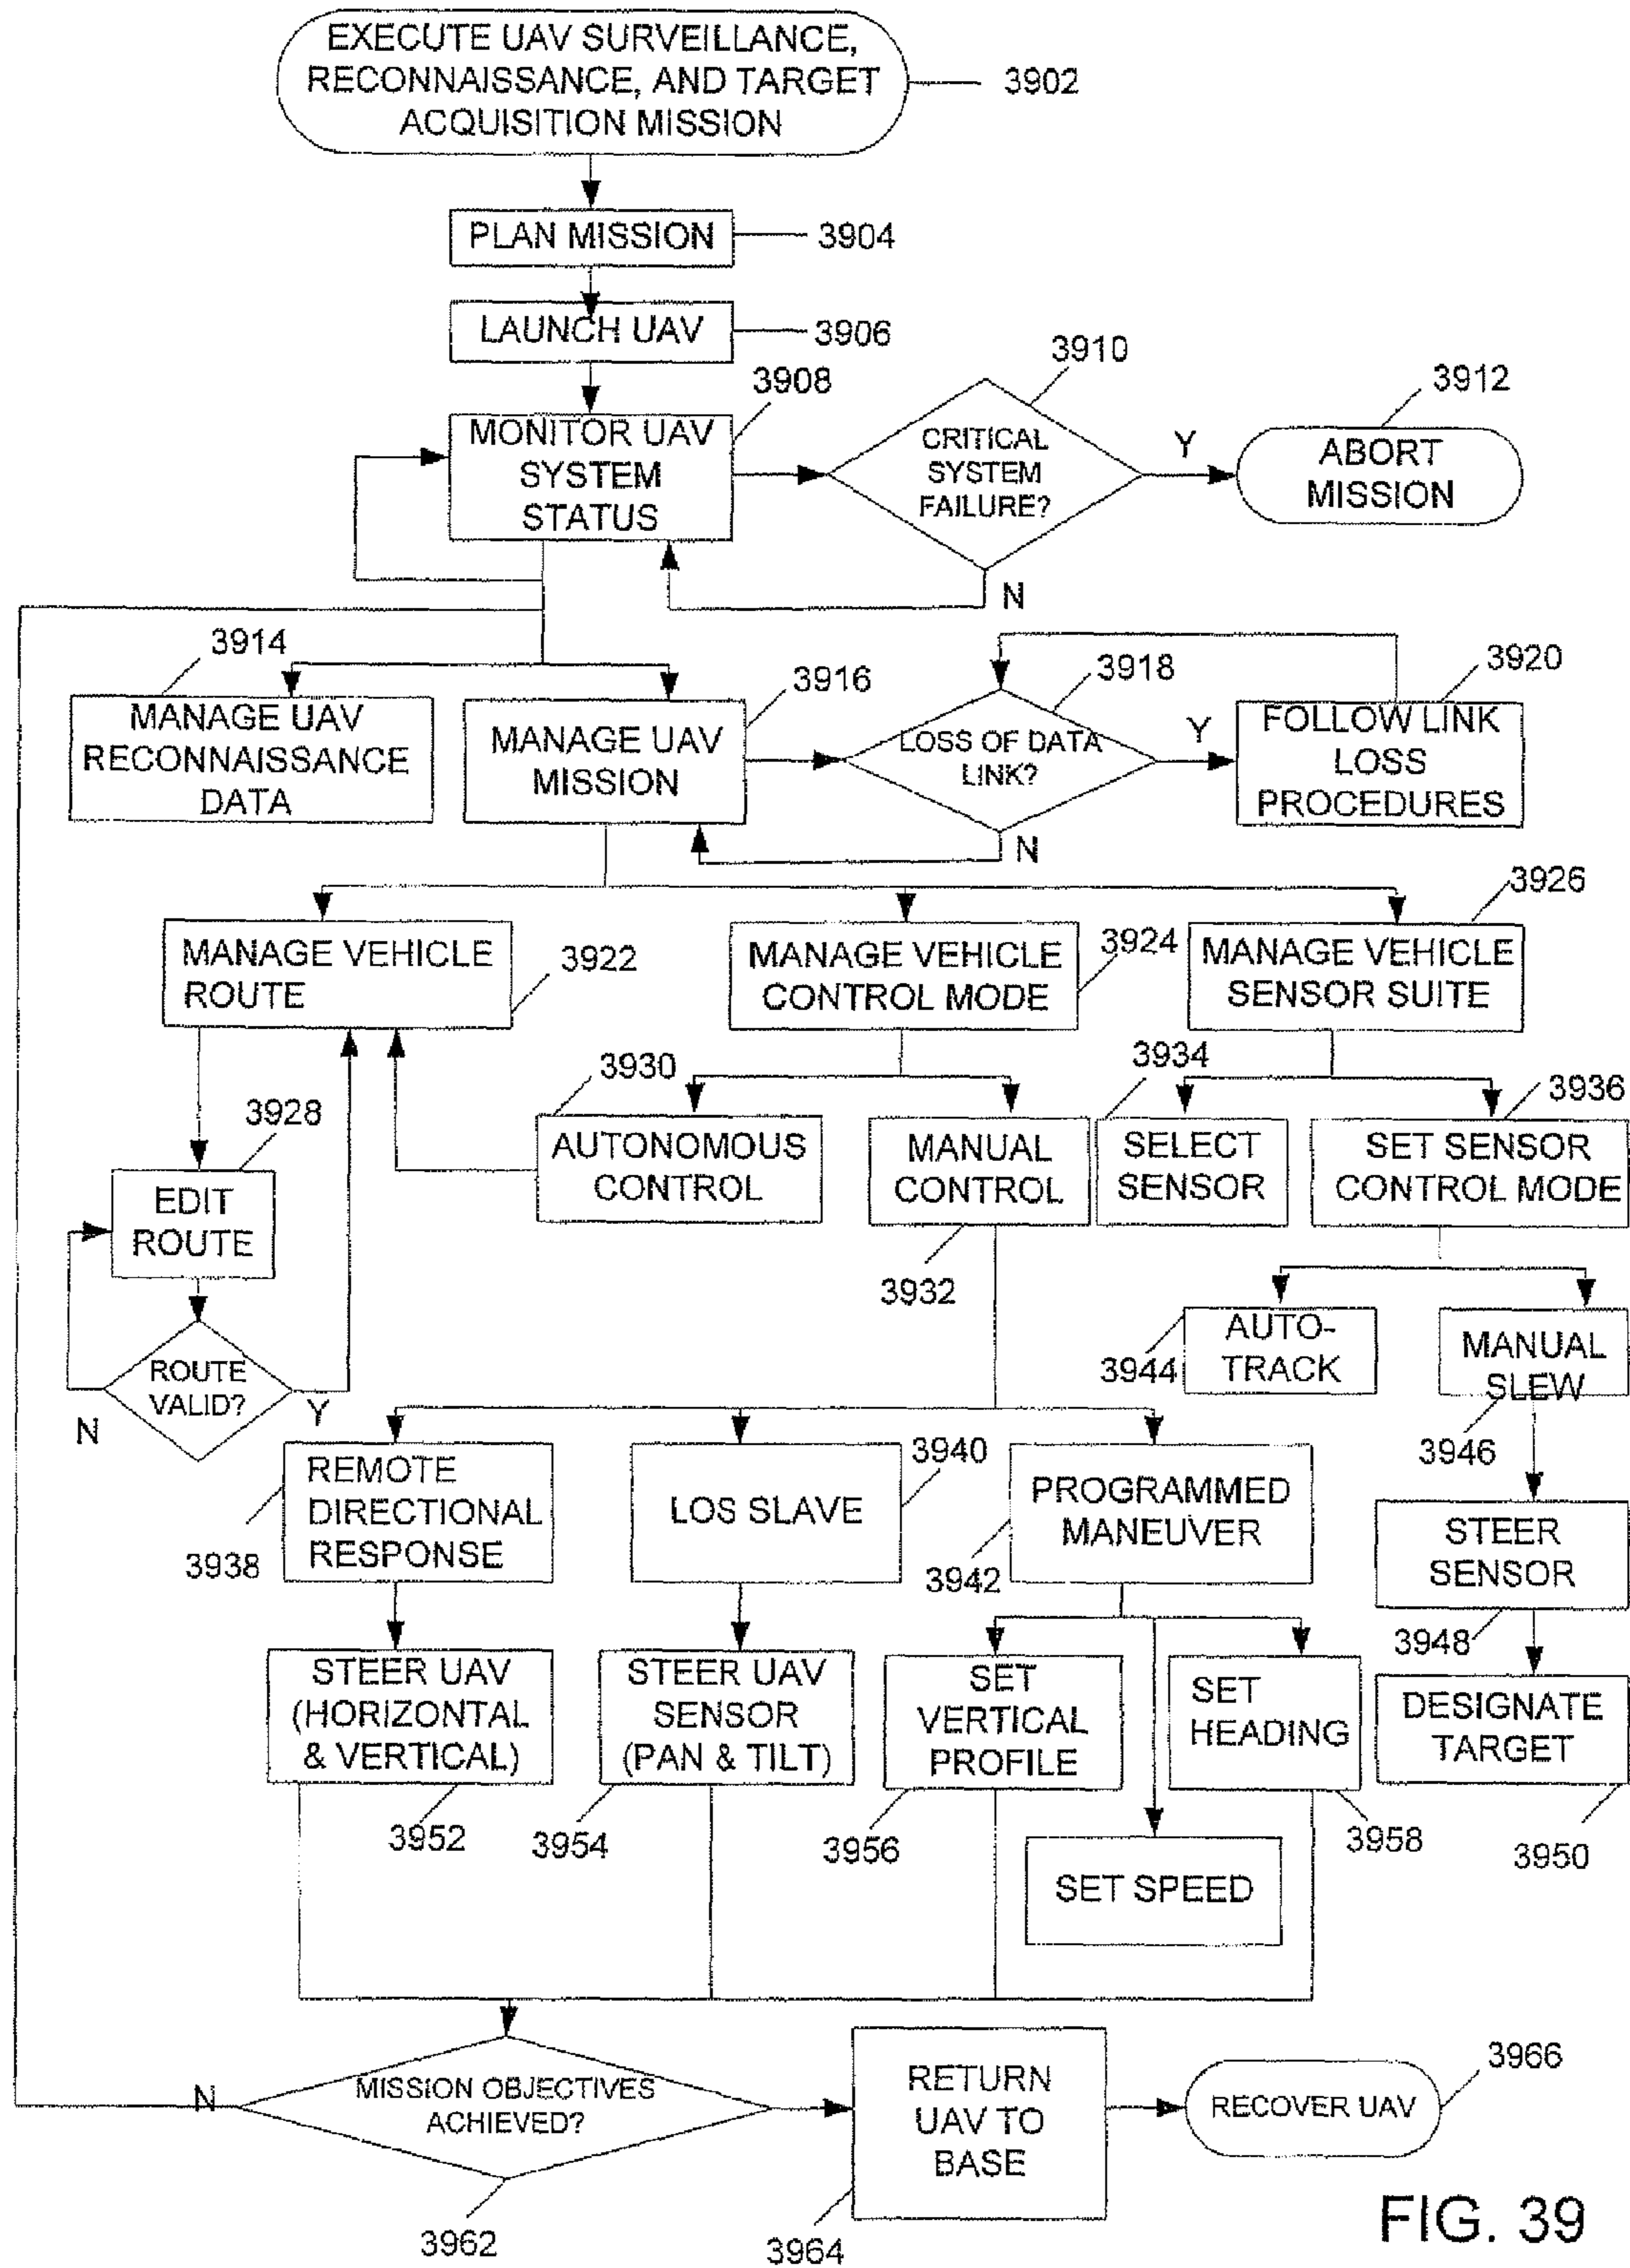 EXECUTE UAV SURVEILLANCE,
RECONNAISSANCE, AND TARGET
ACQUISITION MISSION
3902
PLAN MISSION
3904
LAUNCH UAV
3906
3908
MONITOR UAV
SYSTEM
STATUS
3910
CRITICAL
SYSTEM
FAILURE?
Y
N
3912
ABORT
MISSION
3914
MANAGE UAV
RECONNAISSANCE
DATA
3916
MANAGE UAV
MISSION
3918
LOSS OF DATA
LINK?
Y
N
3920
FOLLOW LINK
LOSS
PROCEDURES
MANAGE VEHICLE
ROUTE
3922
MANAGE VEHICLE
CONTROL MODE
3924
3926
MANAGE VEHICLE
SENSOR SUITE
3928
EDIT
ROUTE
ROUTE
VALID?
N
Y
3930
AUTONOMOUS
CONTROL
MANUAL
CONTROL
3932
3934
SELECT
SENSOR
3936
SET SENSOR
CONTROL MODE
AUTO-
TRACK
3944
MANUAL
SLEW
3946
REMOTE
DIRECTIONAL
RESPONSE
3938
LOS SLAVE
3940
PROGRAMMED
MANEUVER
3942
STEER
SENSOR
3948
STEER UAV
(HORIZONTAL
& VERTICAL)
3952
STEER UAV
SENSOR
(PAN & TILT)
3954
SET
VERTICAL
PROFILE
3956
SET
HEADING
3958
DESIGNATE
TARGET
3950
SET SPEED
N
MISSION OBJECTIVES
ACHIEVED?
3962
RETURN
UAV TO
BASE
3964
RECOVER UAV
3966
FIG. 39